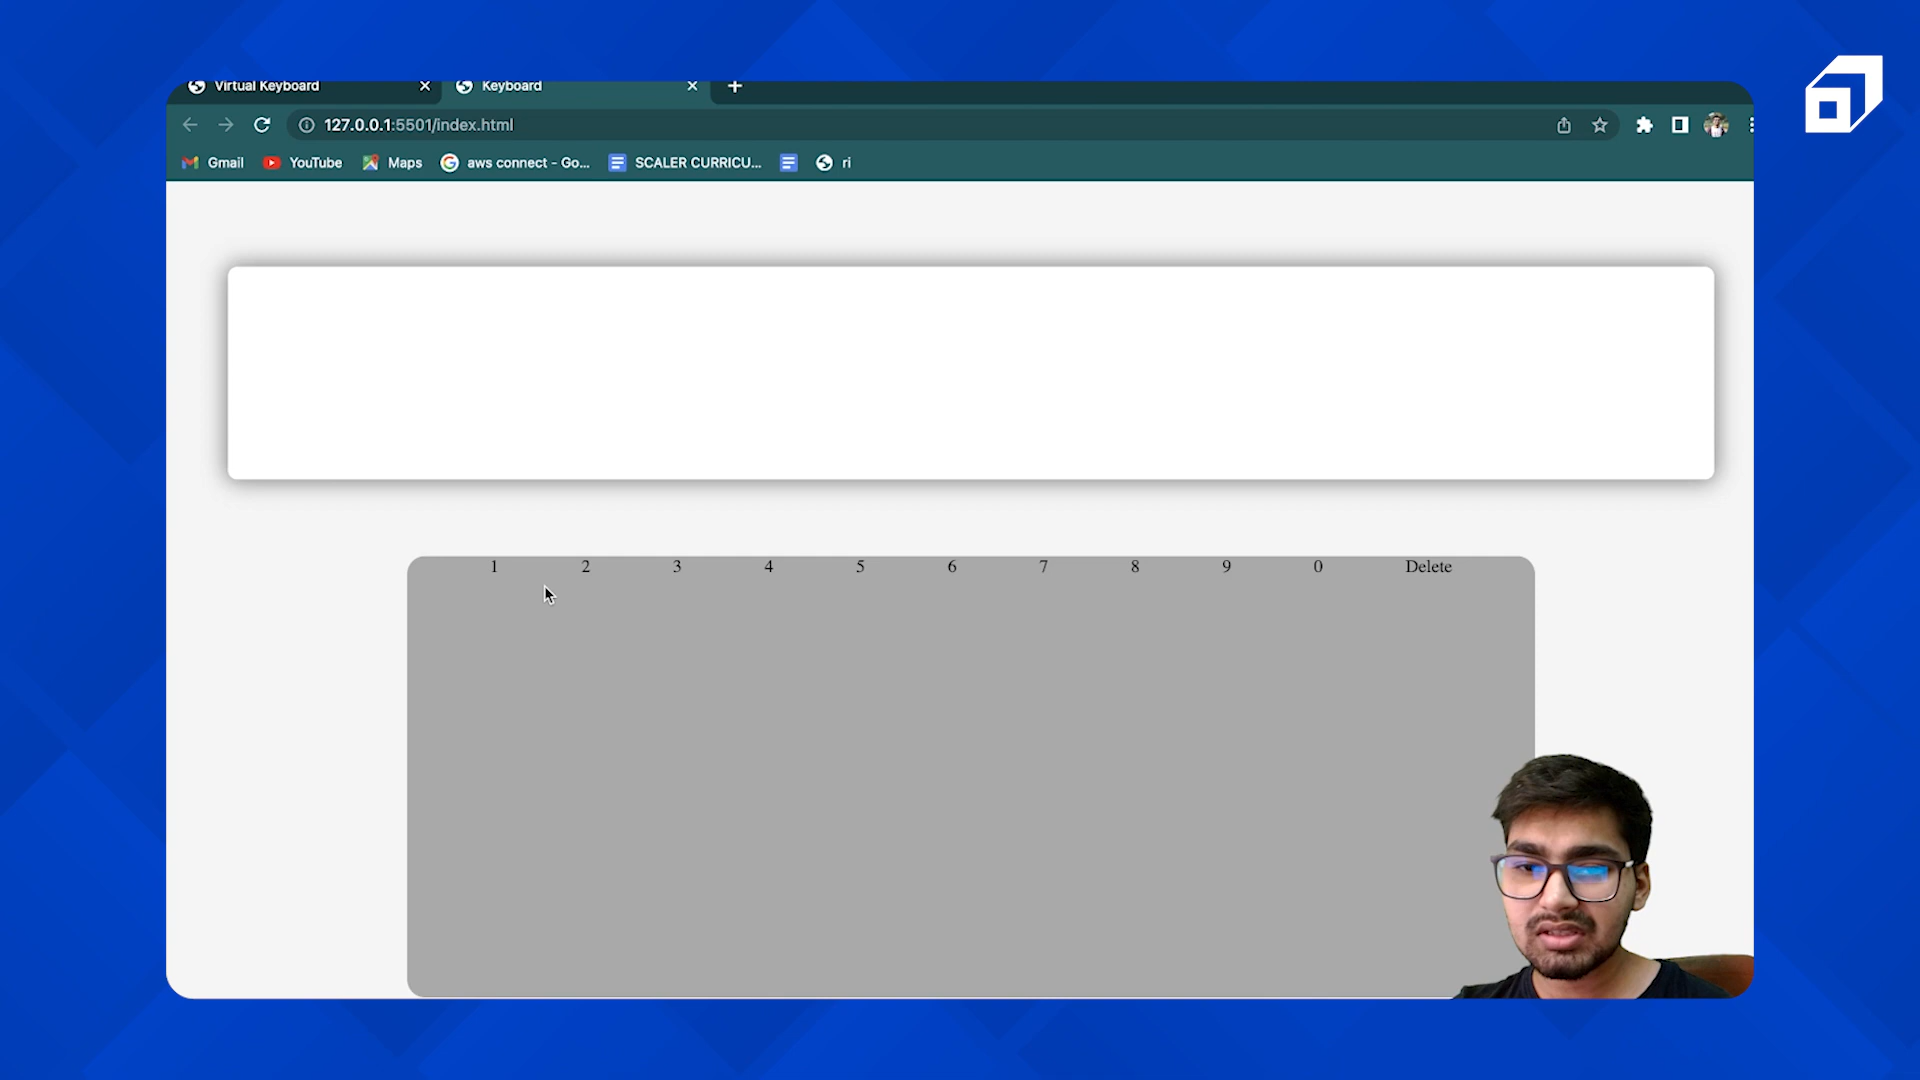 Virtual Keyboard
Keyboard
127.0.0.1:5501/index.html
Gmail YouTube Maps aws connect - Go... SCALER CURRICU... ri
1 2 3 4 5 6 7 8 9 0 Delete